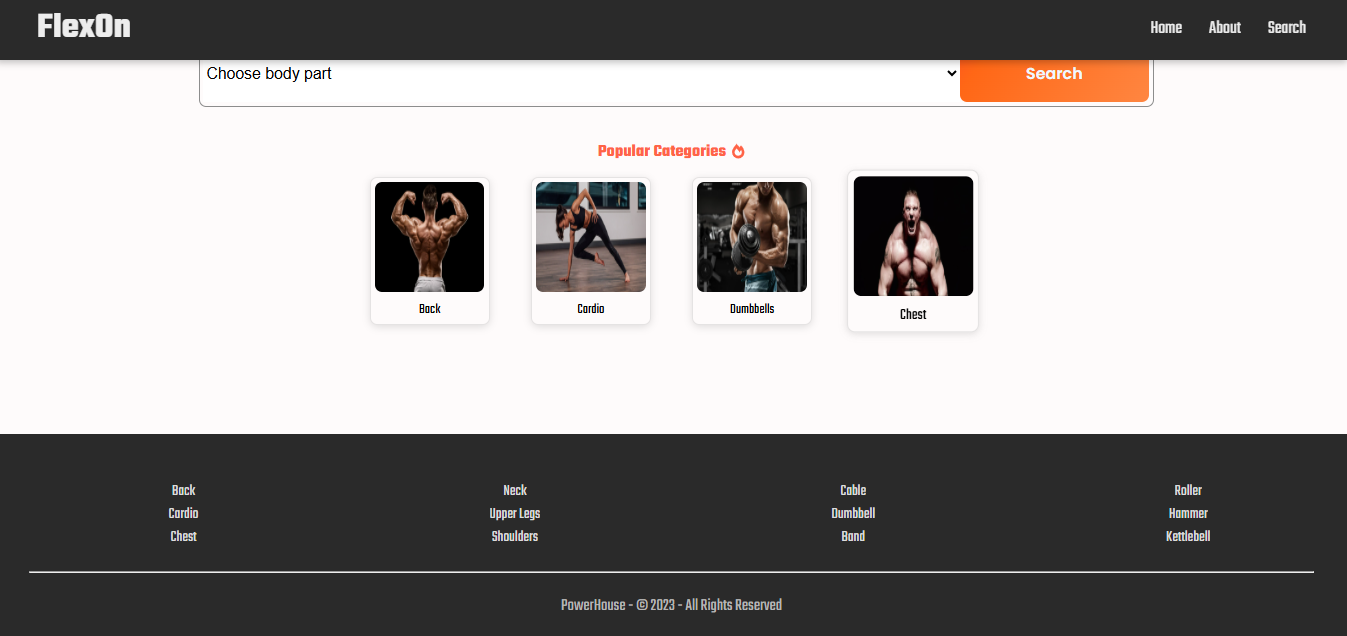 FlexOn
Home About Search
Choose body part
Search
Popular Categories
Back
Cardio
Dumbbells
Chest
Back
Cardio
Chest
Neck
Upper Legs
Shoulders
Cable
Dumbbell
Band
Roller
Hammer
Kettlebell
PowerHouse - © 2023 - All Rights Reserved